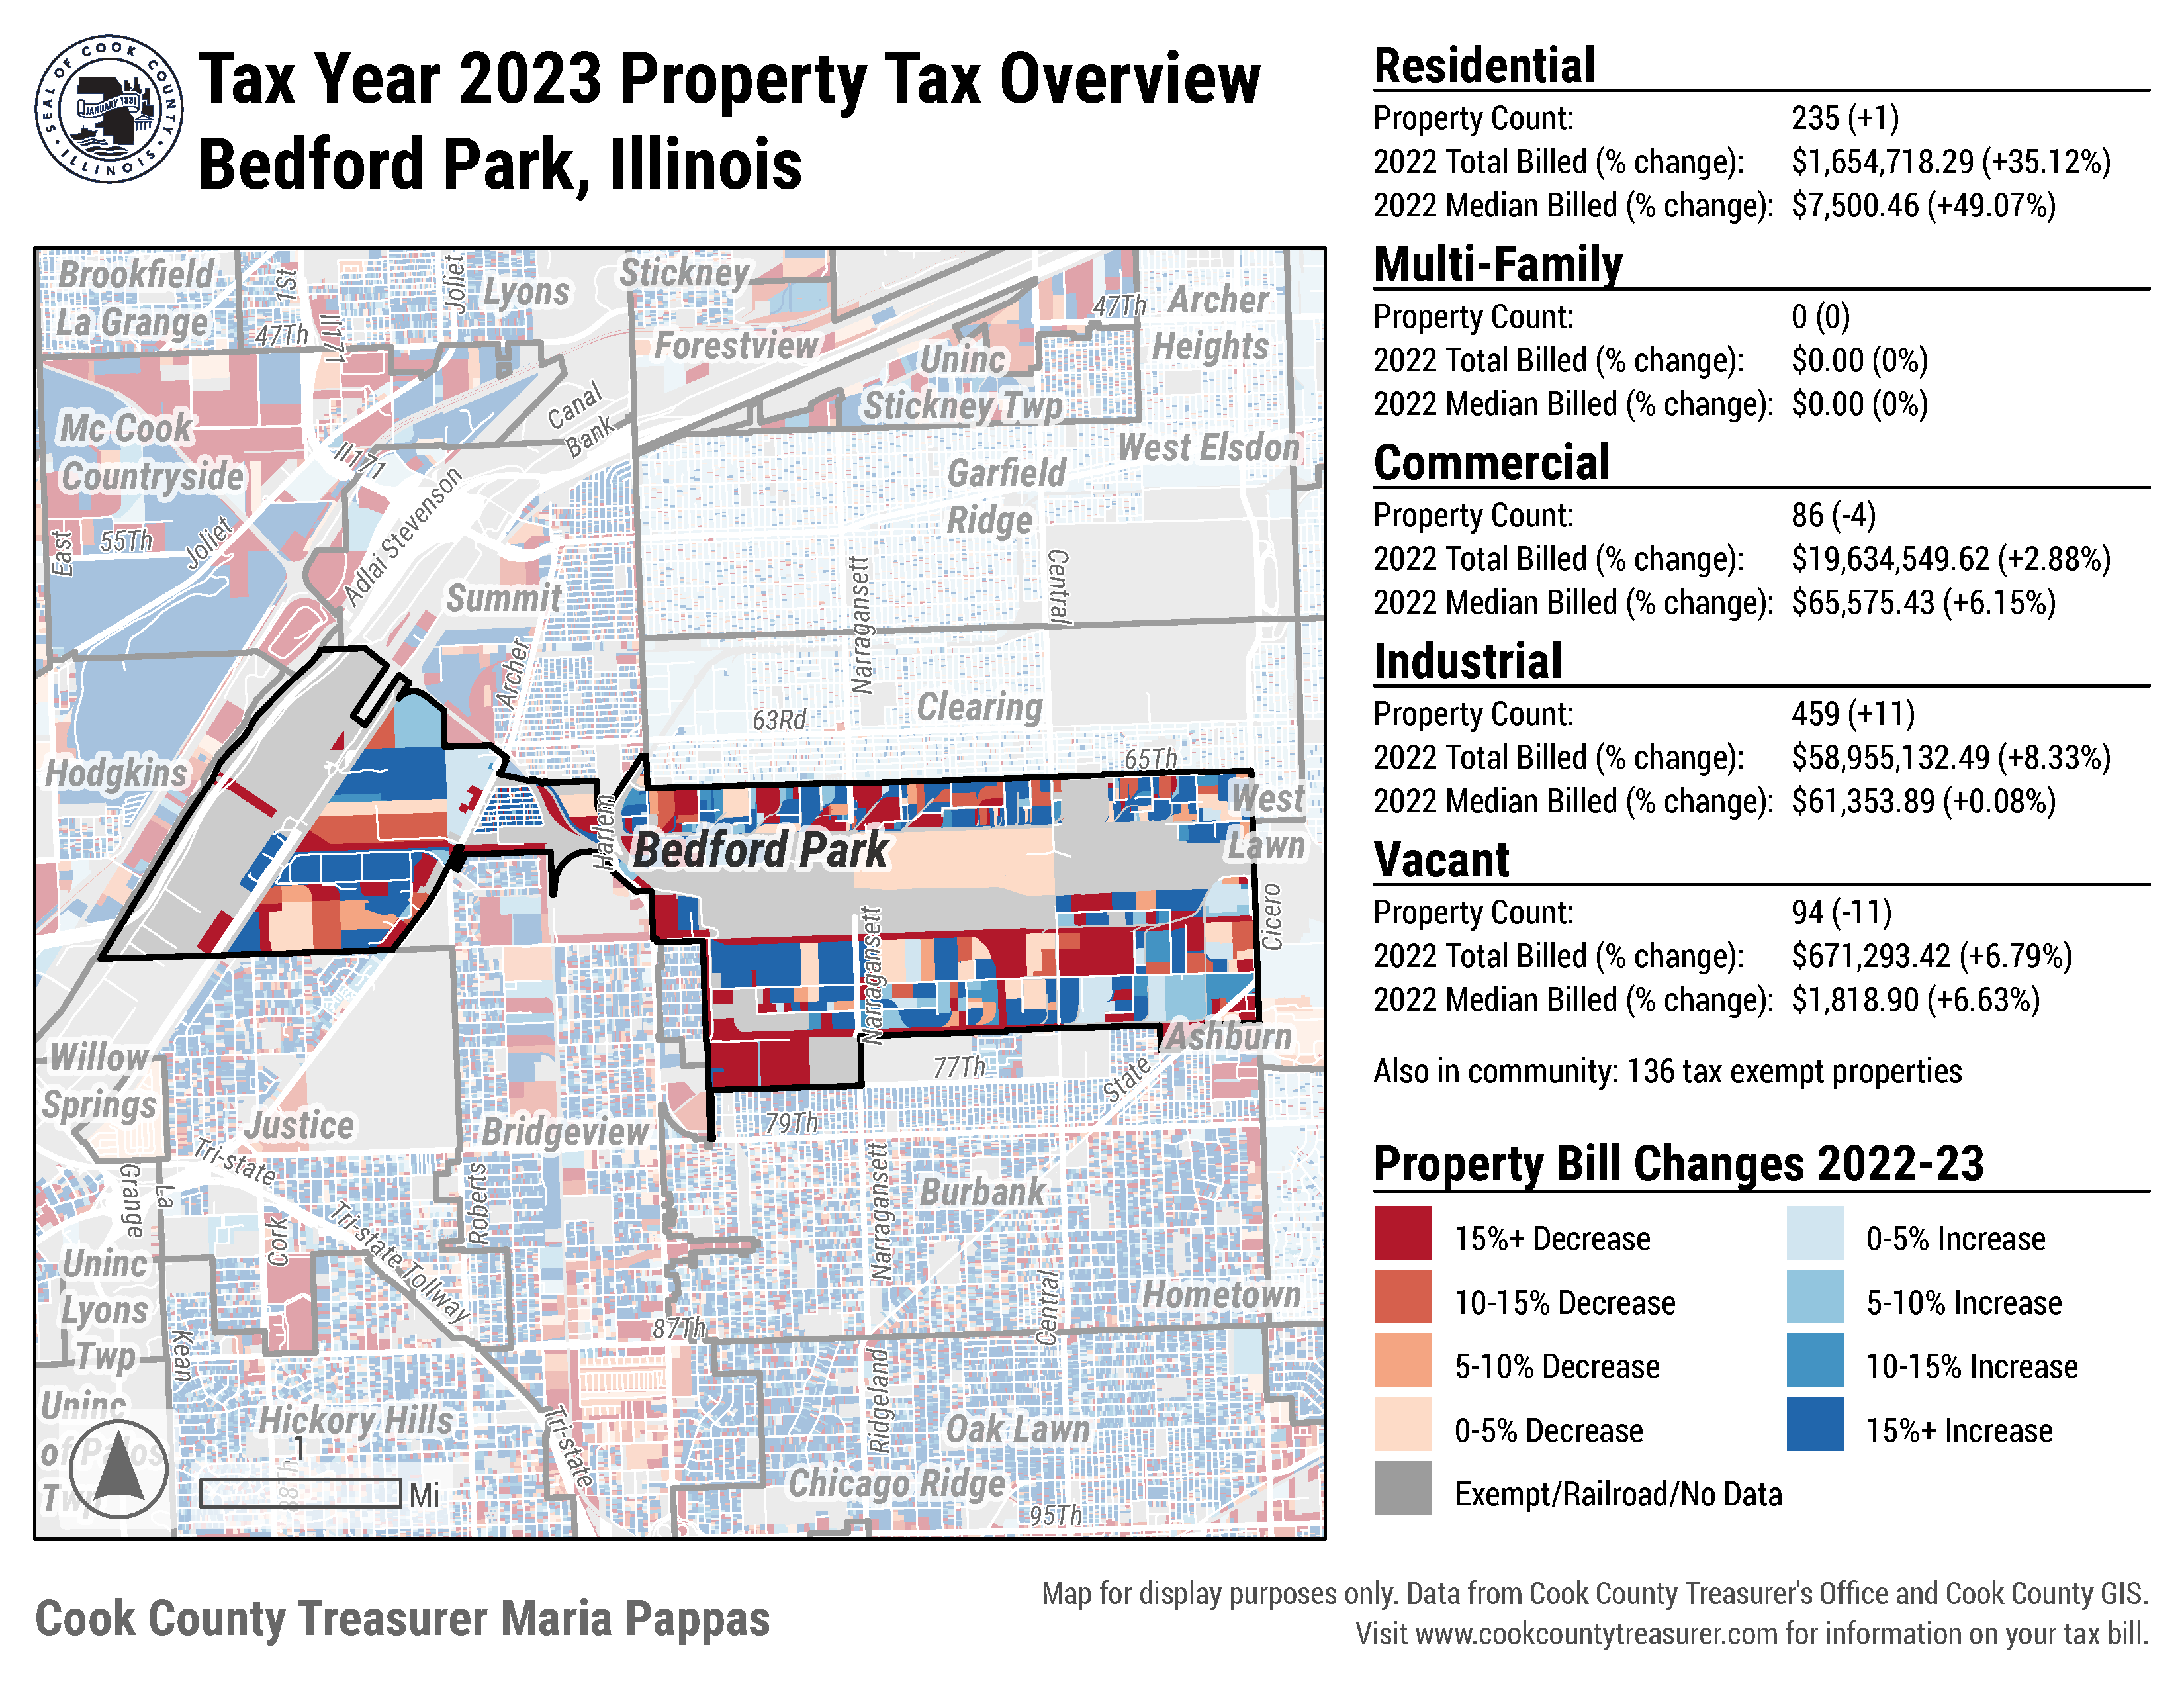 SEAL OF COOK COUNTY
• ILLINOIS •
JANUARY 1831
Tax Year 2023 Property Tax Overview
Bedford Park, Illinois
Residential
Property Count: 235 (+1)
2022 Total Billed (% change): $1,654,718.29 (+35.12%)
2022 Median Billed (% change): $7,500.46 (+49.07%)
Multi-Family
Property Count: 0 (0)
2022 Total Billed (% change): $0.00 (0%)
2022 Median Billed (% change): $0.00 (0%)
Commercial
Property Count: 86 (-4)
2022 Total Billed (% change): $19,634,549.62 (+2.88%)
2022 Median Billed (% change): $65,575.43 (+6.15%)
Industrial
Property Count: 459 (+11)
2022 Total Billed (% change): $58,955,132.49 (+8.33%)
2022 Median Billed (% change): $61,353.89 (+0.08%)
Vacant
Property Count: 94 (-11)
2022 Total Billed (% change): $671,293.42 (+6.79%)
2022 Median Billed (% change): $1,818.90 (+6.63%)
Also in community: 136 tax exempt properties
Property Bill Changes 2022-23
15%+ Decrease
0-5% Increase
10-15% Decrease
5-10% Increase
5-10% Decrease
10-15% Increase
0-5% Decrease
15%+ Increase
Exempt/Railroad/No Data
Brookfield
La Grange
1St
Il171
47Th
Joliet
Lyons
Stickney
Forestview
47Th
Archer
Heights
Uninc
Stickney Twp
Canal
Bank
Mc Cook
Countryside
Il171
West Elsdon
Garfield
Ridge
East
55Th
Joliet
Adlai Stevenson
Summit
Narragansett
Central
Archer
Clearing
63Rd
65Th
Hodgkins
Harlem
West
Lawn
Bedford Park
Cicero
Narragansett
Narragansett
Ashburn
Willow
Springs
77Th
State
Justice
Bridgeview
79Th
Tri-state
La
Grange
Roberts
Narragansett
Burbank
Cork
Tri-state Tollway
Uninc
Lyons
Twp
Central
Hometown
87Th
Kean
Ridgeland
Uninc
of Palos
Twp
Hickory Hills
Tri-state
Oak Lawn
Chicago Ridge
88Th
95Th
1
Mi
Cook County Treasurer Maria Pappas
Map for display purposes only. Data from Cook County Treasurer's Office and Cook County GIS.
Visit www.cookcountytreasurer.com for information on your tax bill.